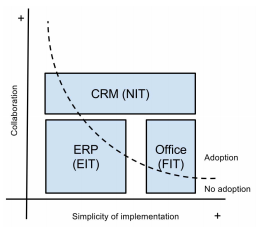 +
Collaboration
CRM (NIT)
ERP
(EIT)
Office
(FIT)
Adoption
No adoption
Simplicity of implementation
+